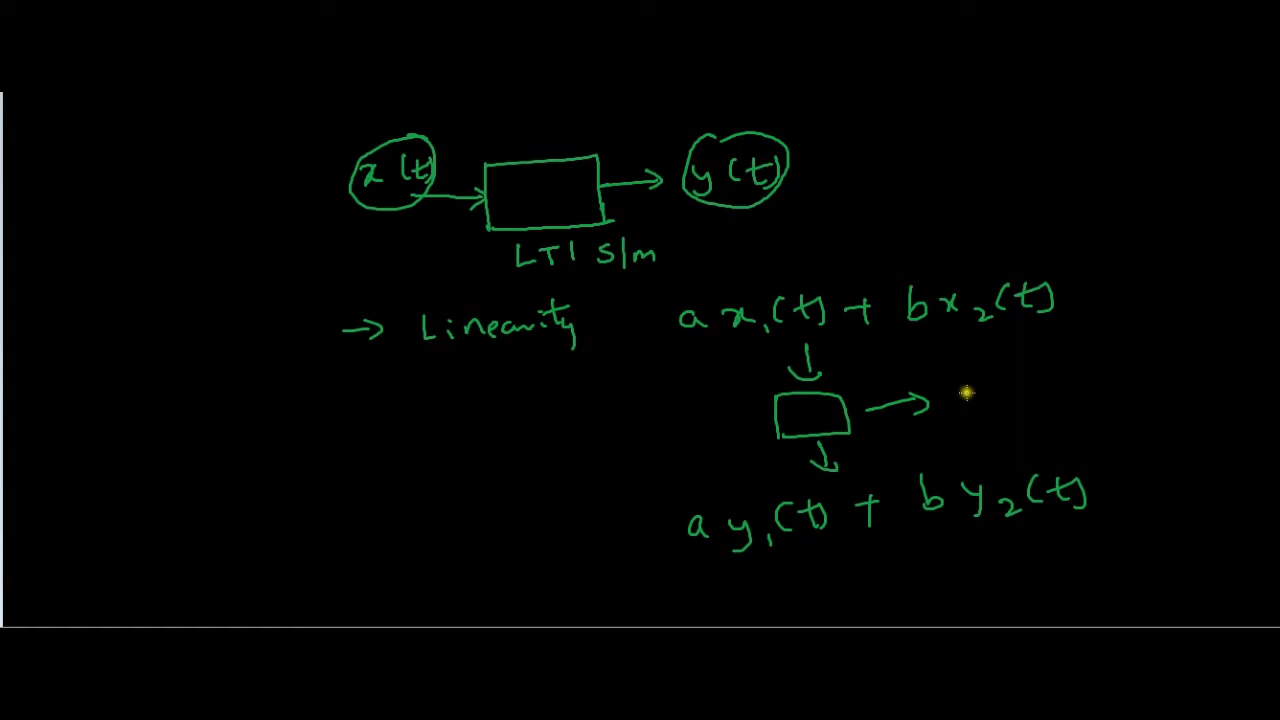 x(t) y(t)
LTI S/m
→ Linearity a x₁(t) + b x₂(t)
a y₁(t) + b y₂(t)